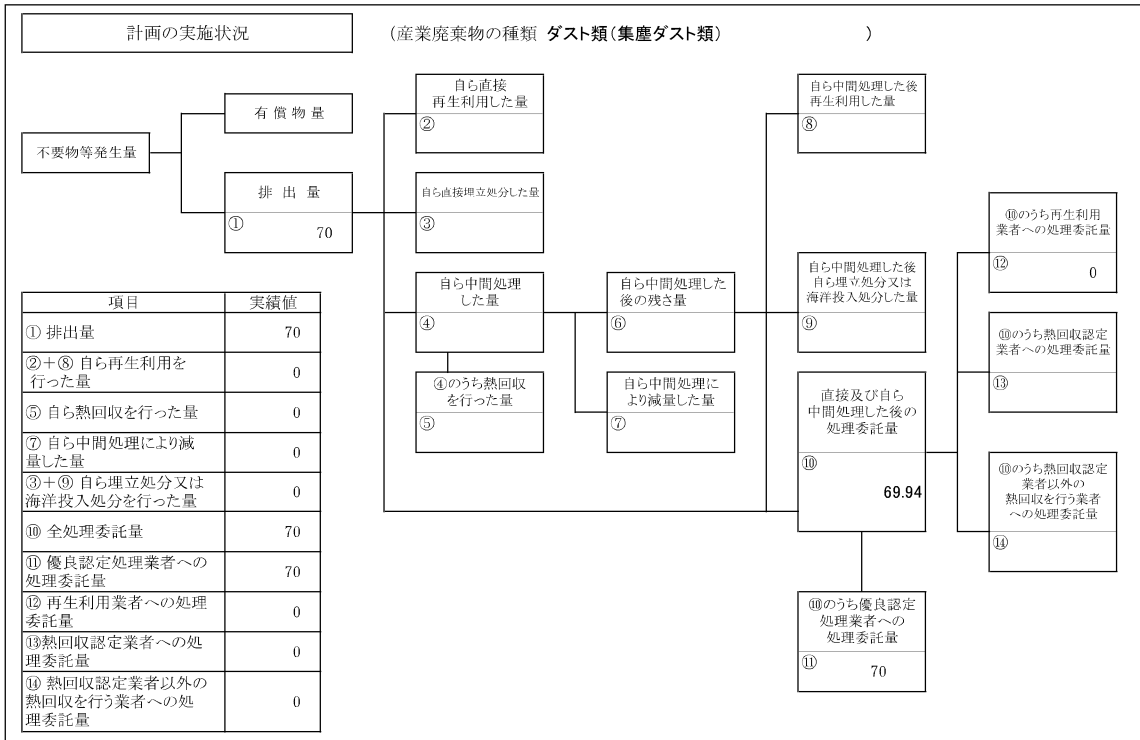 計画の実施状況
(産業廃棄物の種類 ダスト類(集塵ダスト類) )
不要物等発生量
有償物量
排出量
①
70
自ら直接
再生利用した量
②
自ら直接埋立処分した量
③
自ら中間処理
した量
④
④のうち熱回収
を行った量
⑤
自ら中間処理した
後の残さ量
⑥
自ら中間処理に
より減量した量
⑦
自ら中間処理した後
再生利用した量
⑧
自ら中間処理した後
自ら埋立処分又は
海洋投入処分した量
⑨
直接及び自ら
中間処理した後の
処理委託量
⑩
69.94
⑩のうち優良認定
処理業者への
処理委託量
⑪
70
⑩のうち再生利用
業者への処理委託量
⑫
0
⑩のうち熱回収認定
業者への処理委託量
⑬
⑩のうち熱回収認定
業者以外の
熱回収を行う業者
への処理委託量
⑭
項目 実績値
① 排出量 70
②+⑧ 自ら再生利用を
行った量 0
⑤ 自ら熱回収を行った量 0
⑦ 自ら中間処理により減
量した量 0
③+⑨ 自ら埋立処分又は
海洋投入処分を行った量 0
⑩ 全処理委託量 70
⑪ 優良認定処理業者への
処理委託量 70
⑫ 再生利用業者への処理
委託量 0
⑬熱回収認定業者への処
理委託量 0
⑭ 熱回収認定業者以外の
熱回収を行う業者への処
理委託量 0